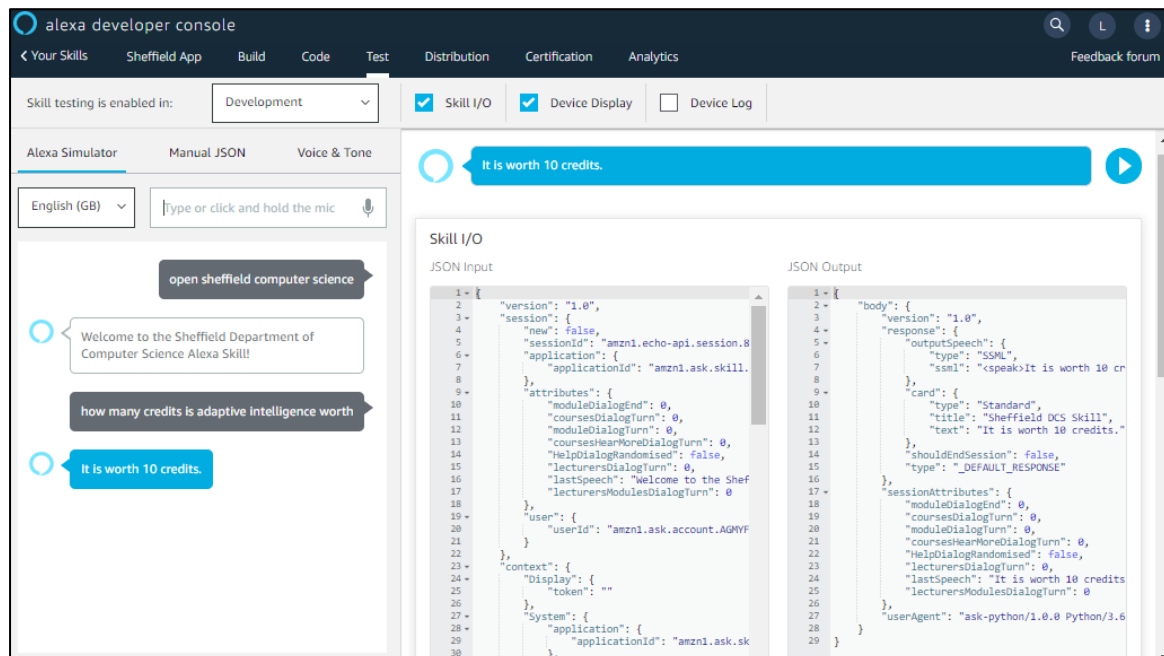 alexa developer console
L
Your Skills Sheffield App Build Code Test Distribution Certification Analytics Feedback forum
Skill testing is enabled in: Development Skill I/O Device Display Device Log
Alexa Simulator Manual JSON Voice & Tone
English (GB) Type or click and hold the mic
open sheffield computer science
Welcome to the Sheffield Department of
Computer Science Alexa Skill!
how many credits is adaptive intelligence worth
It is worth 10 credits.
It is worth 10 credits.
Skill I/O
JSON Input
1 {
2 "version": "1.0",
3 "session": {
4 "new": false,
5 "sessionId": "amzn1.echo-api.session.8
6 "application": {
7 "applicationId": "amzn1.ask.skill.
8 },
9 "attributes": {
10 "moduleDialogEnd": 0,
11 "coursesDialogTurn": 0,
12 "moduleDialogTurn": 0,
13 "coursesHearMoreDialogTurn": 0,
14 "HelpDialogRandomised": false,
15 "lecturersDialogTurn": 0,
16 "lastSpeech": "Welcome to the Shef
17 "lecturersModulesDialogTurn": 0
18 },
19 "user": {
20 "userId": "amzn1.ask.account.AGMYF
21 }
22 },
23 "context": {
24 "Display": {
25 "token": ""
26 },
27 "System": {
28 "application": {
29 "applicationId": "amzn1.ask.sk
30 },
JSON Output
1 {
2 "body": {
3 "version": "1.0",
4 "response": {
5 "outputSpeech": {
6 "type": "SSML",
7 "ssml": "<speak>It is worth 10 cr
8 },
9 "card": {
10 "type": "Standard",
11 "title": "Sheffield DCS Skill",
12 "text": "It is worth 10 credits."
13 },
14 "shouldEndSession": false,
15 "type": "_DEFAULT_RESPONSE"
16 },
17 "sessionAttributes": {
18 "moduleDialogEnd": 0,
19 "coursesDialogTurn": 0,
20 "moduleDialogTurn": 0,
21 "coursesHearMoreDialogTurn": 0,
22 "HelpDialogRandomised": false,
23 "lecturersDialogTurn": 0,
24 "lastSpeech": "It is worth 10 credits
25 "lecturersModulesDialogTurn": 0
26 },
27 "userAgent": "ask-python/1.0.0 Python/3.6
28 }
29 }